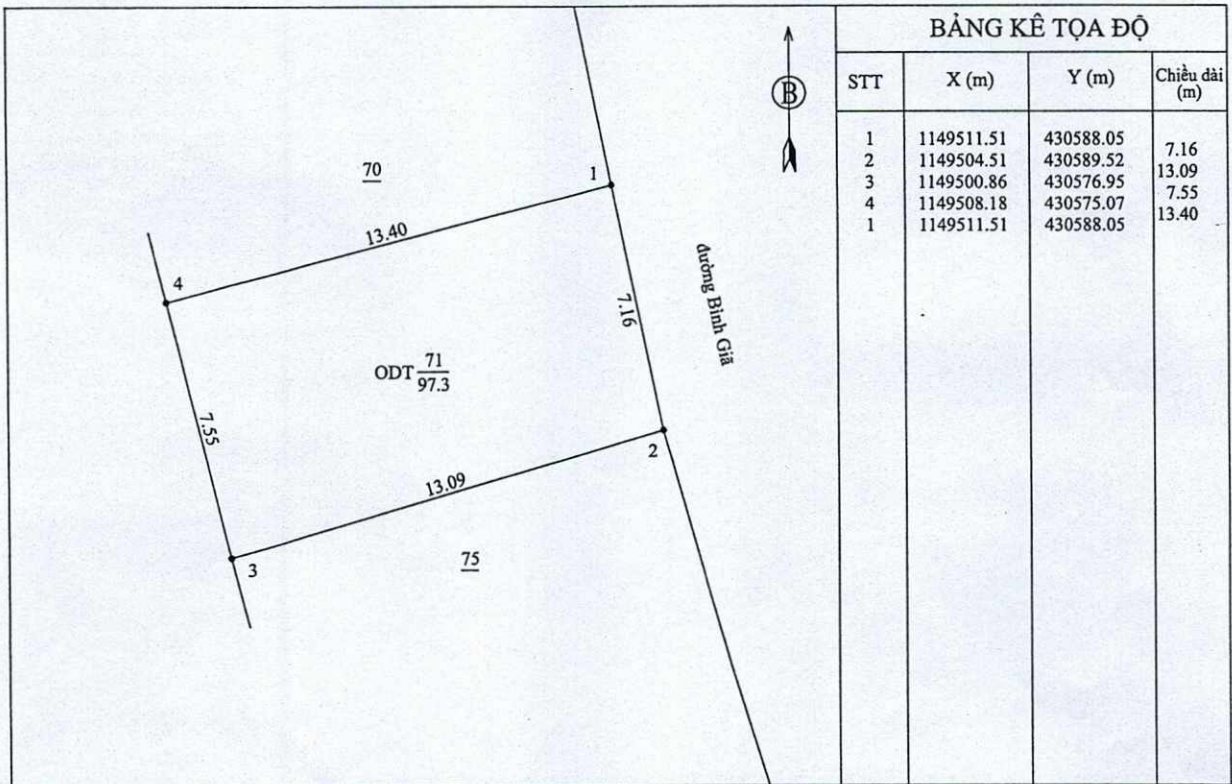 BẢNG KÊ TỌA ĐỘ
STT X (m) Y (m) Chiều dài (m)
1 1149511.51 430588.05
7.16
2 1149504.51 430589.52
13.09
3 1149500.86 430576.95
7.55
4 1149508.18 430575.07
13.40
1 1149511.51 430588.05
B
70
1
13.40
4
đường Bình Giã
7.16
ODT 71
97.3
7.55
2
13.09
3
75